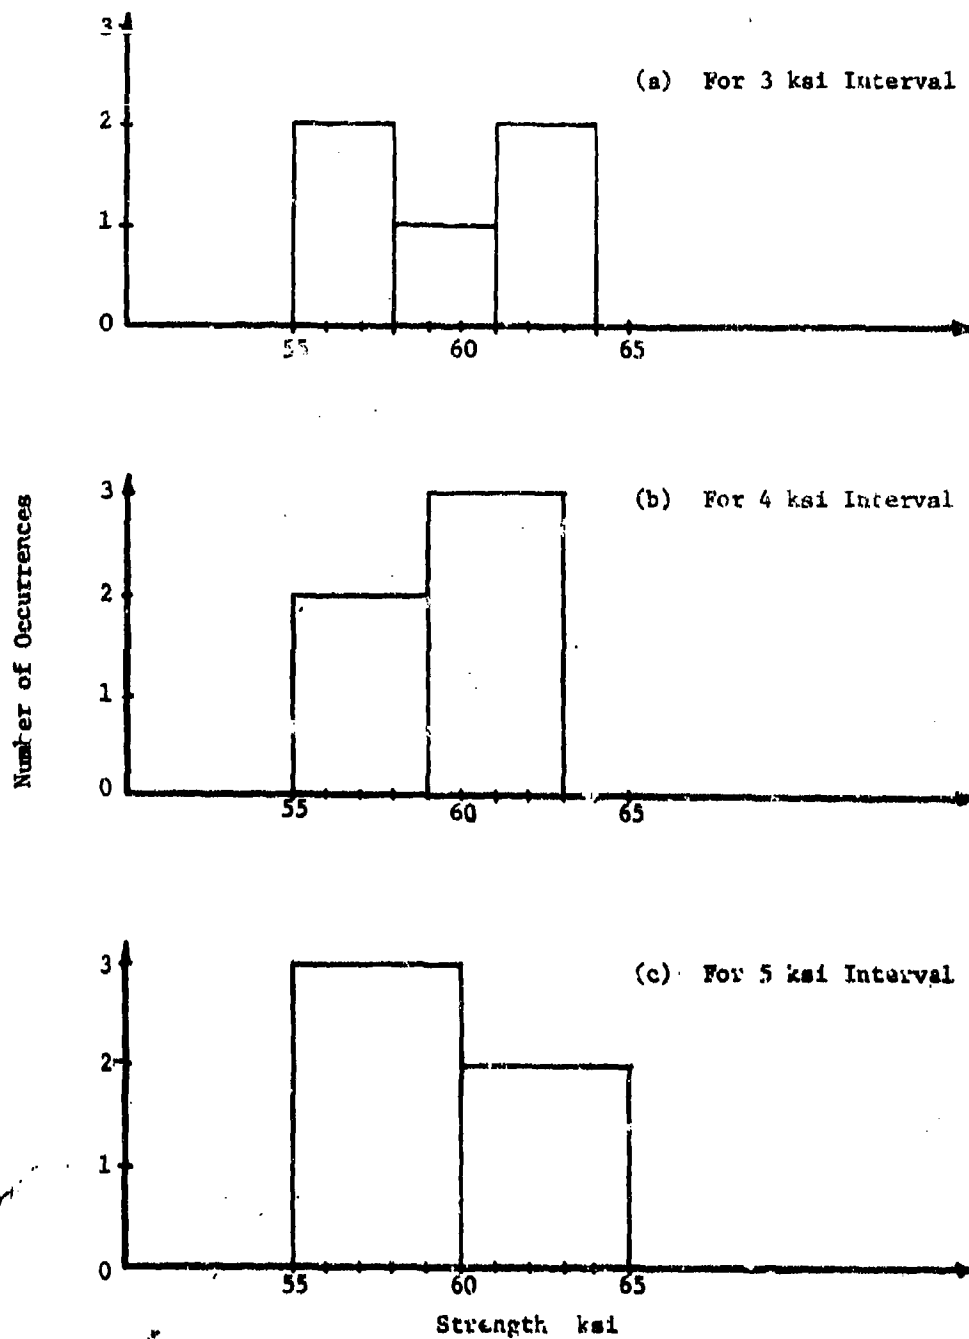 3
(a) For 3 ksi Interval
2
1
0
55 60 65
Number of Occurrences
3
(b) For 4 ksi Interval
2
1
0
55 60 65
3
(c) For 5 ksi Interval
2
1
0
55 60 65
Strength ksi